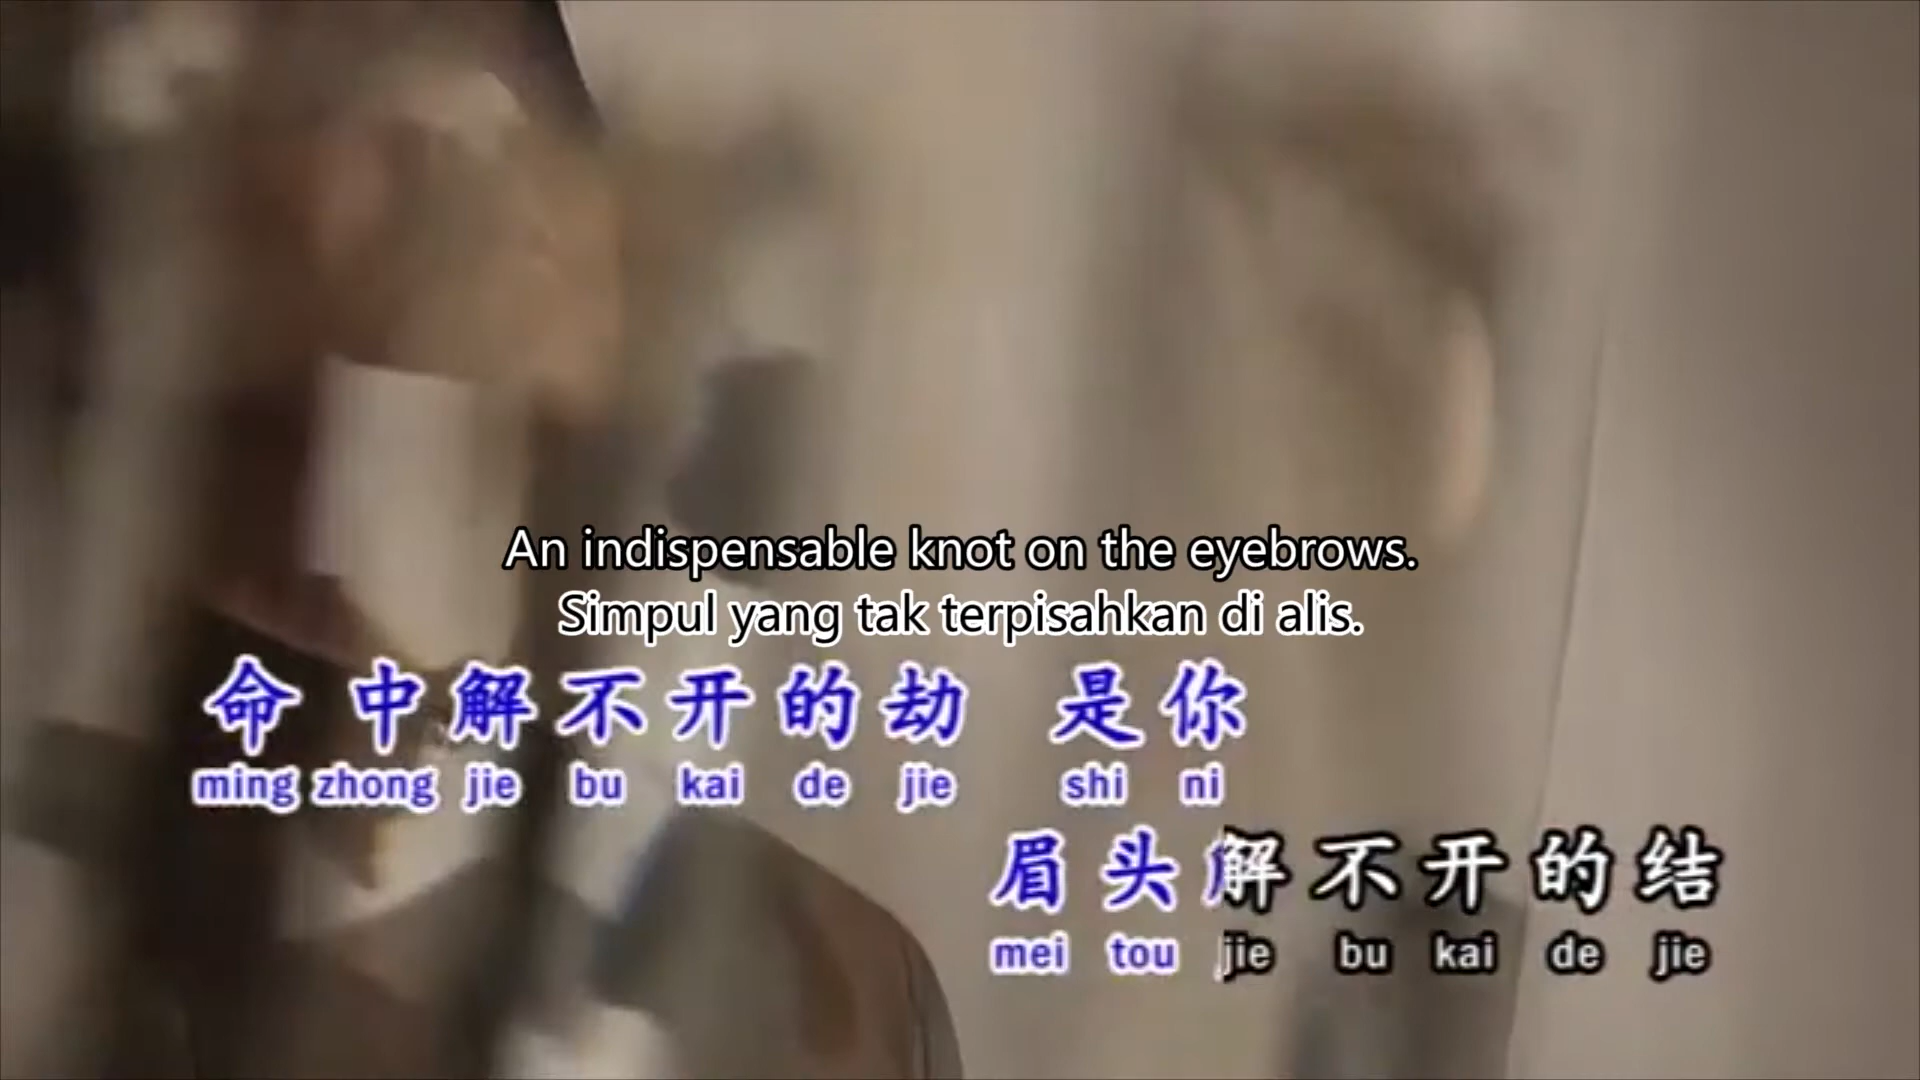 An indispensable knot on the eyebrows.
Simpul yang tak terpisahkan di alis.
命中解不开的劫 是你
ming zhong jie bu kai de jie shi ni
眉头解不开的结
mei tou jie bu kai de jie